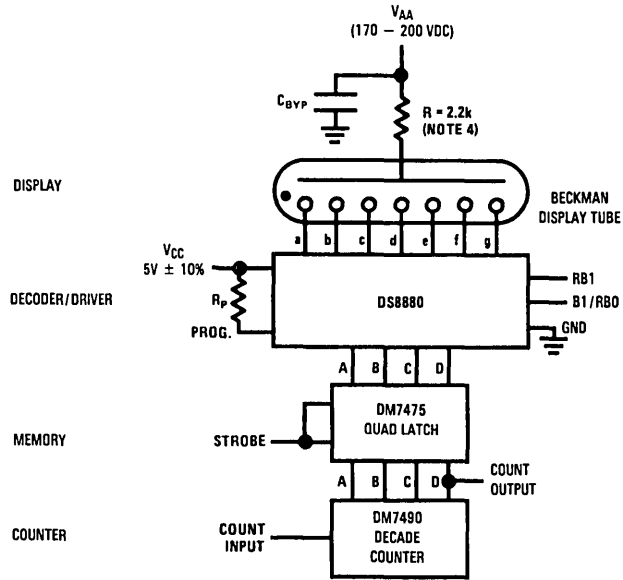 VAA
(170 – 200 VDC)
CBYP
R = 2.2k
(NOTE 4)
DISPLAY
BECKMAN
DISPLAY TUBE
a b c d e f g
VCC
5V ± 10%
DECODER/DRIVER
RP
PROG.
DS8880
RB1
B1/RB0
GND
A B C D
DM7475
QUAD LATCH
MEMORY
STROBE
A B C D
COUNT
OUTPUT
DM7490
DECADE
COUNTER
COUNTER
COUNT
INPUT